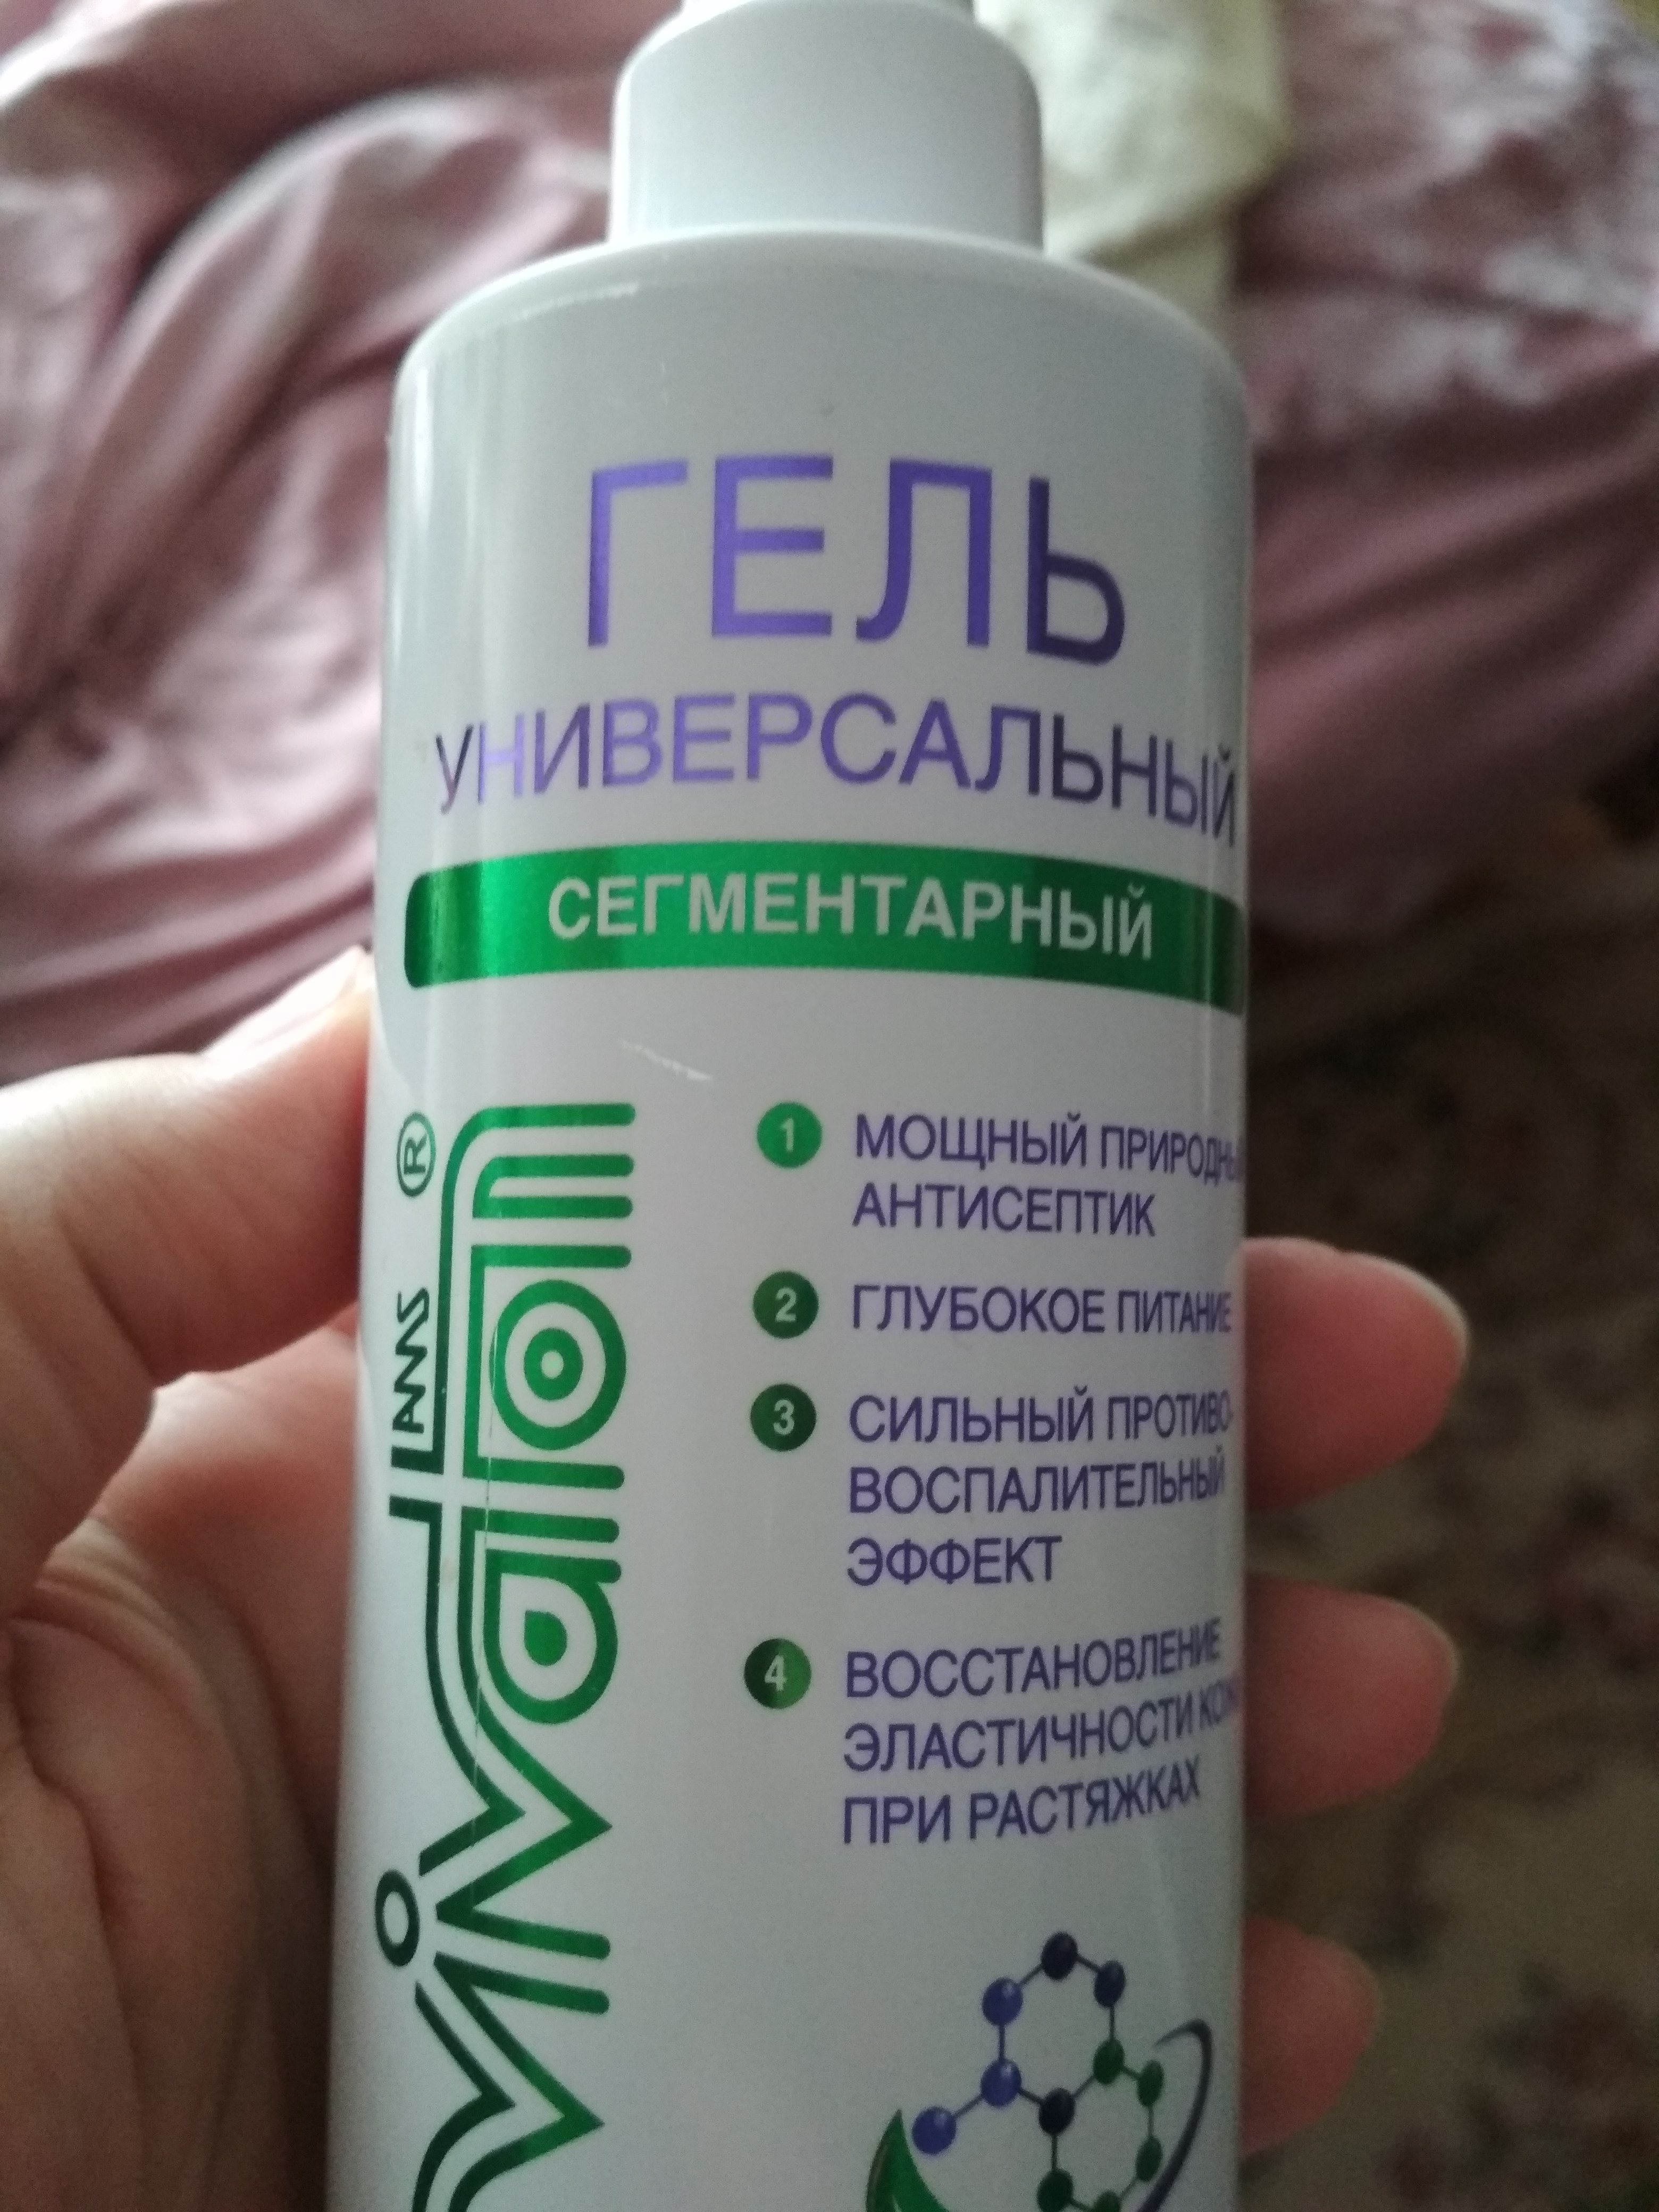 ГЕЛЬ
УНИВЕРСАЛЬНЫЙ
СЕГМЕНТАРНЫЙ
®
1 МОЩНЫЙ
АНТИСЕПТИК
2 ГЛУБОКОЕ ПИТАНИЕ
3 СИЛЬНЫЙ ПРОТИВО-
ВОСПАЛИТЕЛЬНЫЙ
ЭФФЕКТ
4 ВОССТАНОВЛЕНИЕ
ЭЛАСТИЧНОСТИ
ПРИ РАСТЯЖКАХ